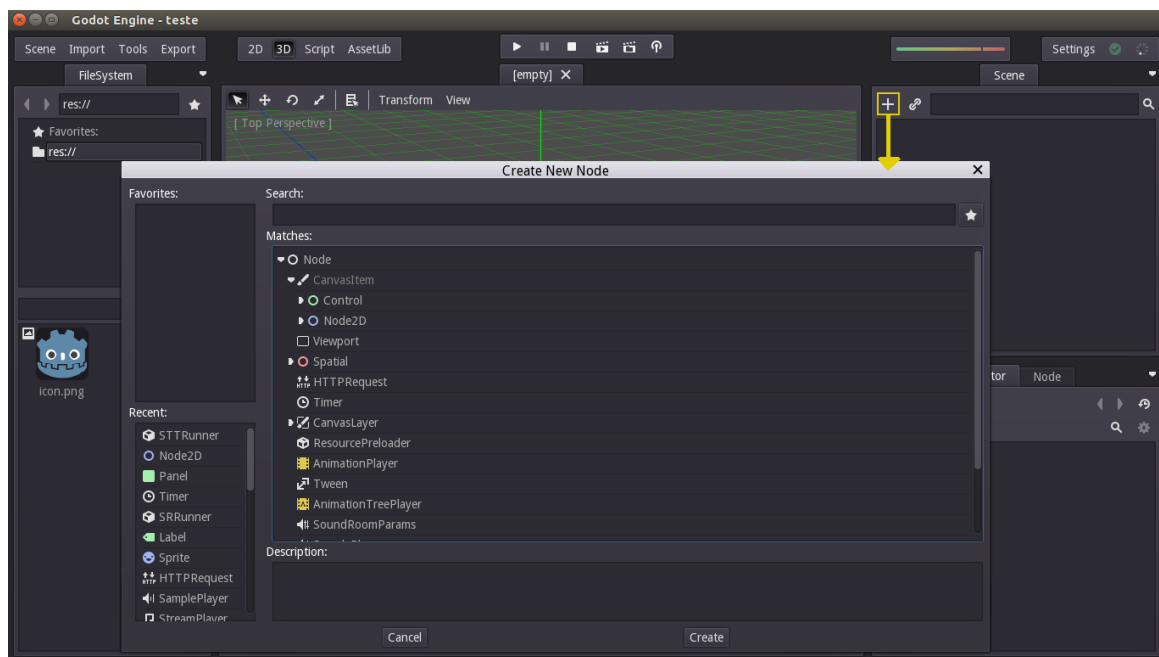 Godot Engine - teste
Scene Import Tools Export 2D 3D Script AssetLib Settings
FileSystem [empty] Scene
res:// Transform View
[ Top Perspective ]
Favorites:
res://
Create New Node
Favorites: Search:
Matches:
Node
CanvasItem
Control
Node2D
Viewport
Spatial
HTTPRequest
Timer
CanvasLayer
ResourcePreloader
AnimationPlayer
Tween
AnimationTreePlayer
SoundRoomParams
icon.png
Node
Recent:
STTRunner
Node2D
Panel
Timer
SRRunner
Label
Sprite
HTTPRequest
SamplePlayer
StreamPlayer
Description:
Cancel Create